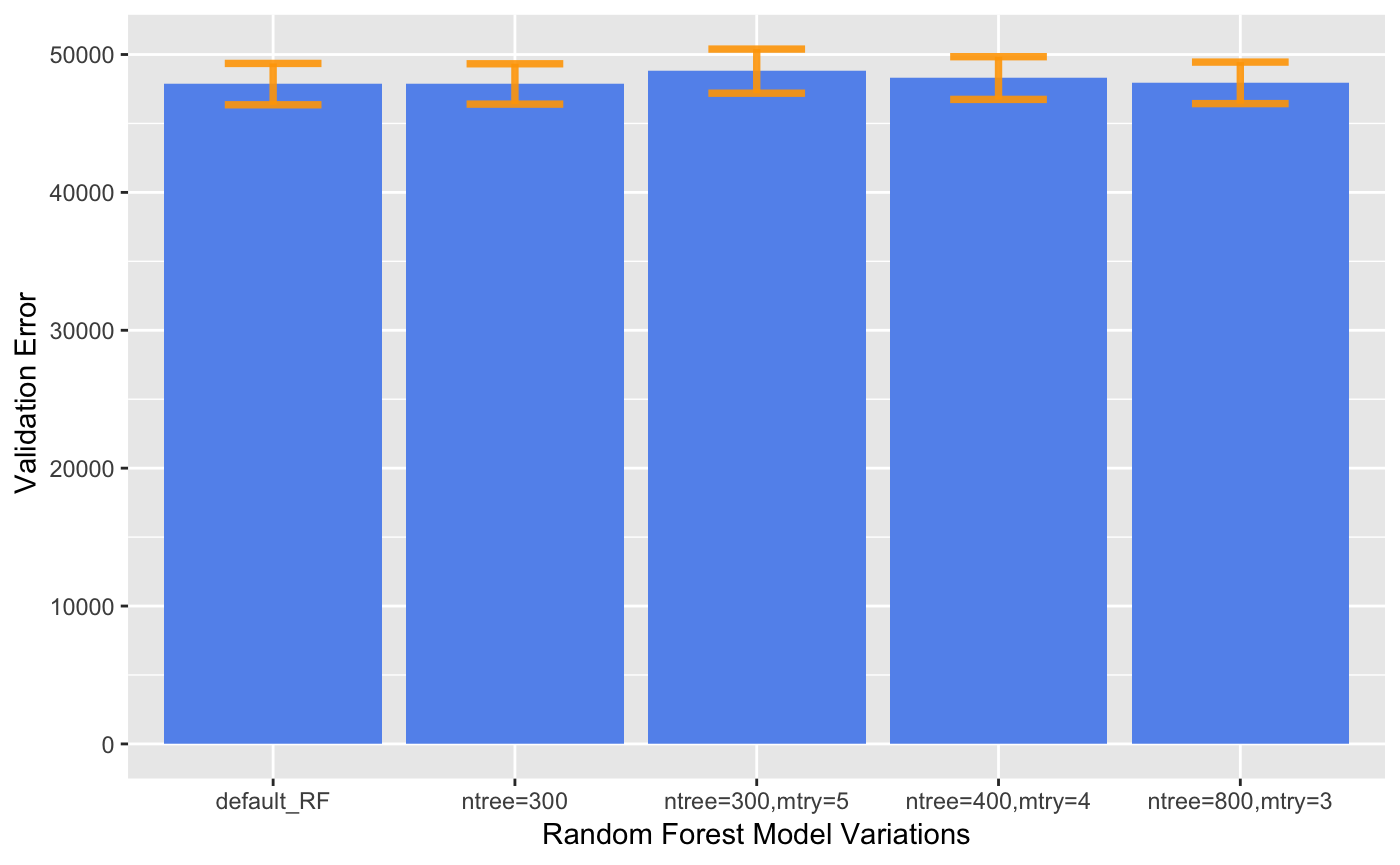 50000
40000
30000
20000
10000
0
Validation Error
default_RF
ntree=300
ntree=300,mtry=5
ntree=400,mtry=4
ntree=800,mtry=3
Random Forest Model Variations